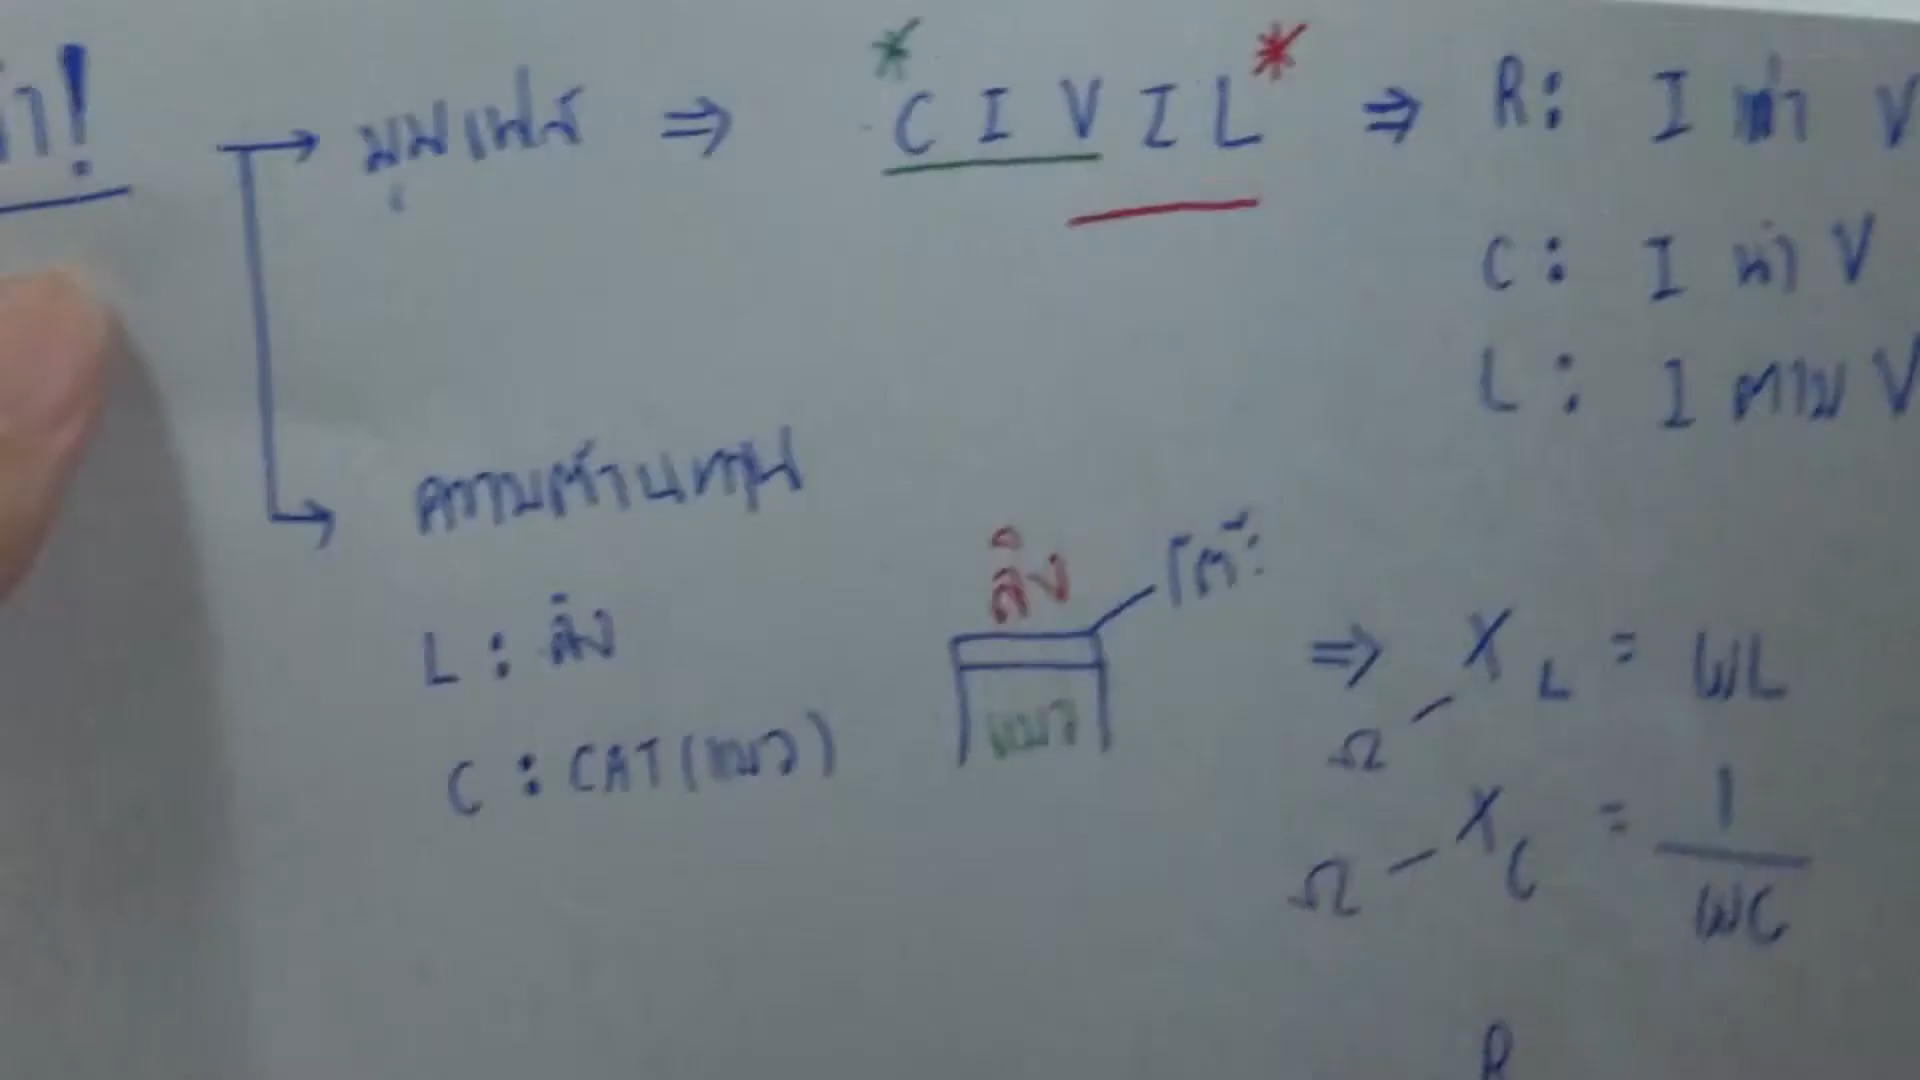 มุมเฟส ⇒ C I V I L ⇒ R: I เท่า V
C: I นำ V
L: I ตาม V
ความต้านทาน
L : ลิง
C : CAT (แมว)
ลิง
โต๊ะ
แมว
⇒ X_L = ωL
Ω
Ω X_C = 1/ωC
R